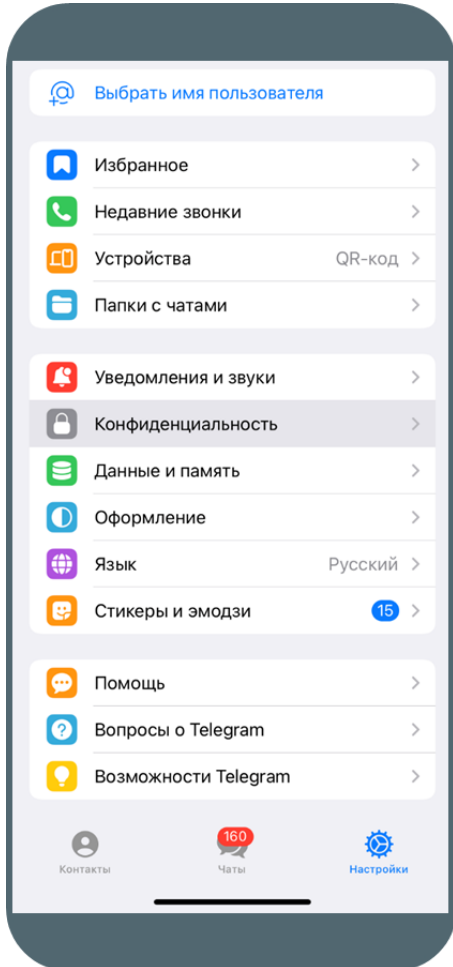 Выбрать имя пользователя
Избранное
Недавние звонки
Устройства QR-код
Папки с чатами
Уведомления и звуки
Конфиденциальность
Данные и память
Оформление
Язык Русский
Стикеры и эмодзи 15
Помощь
Вопросы о Telegram
Возможности Telegram
160
Контакты Чаты Настройки